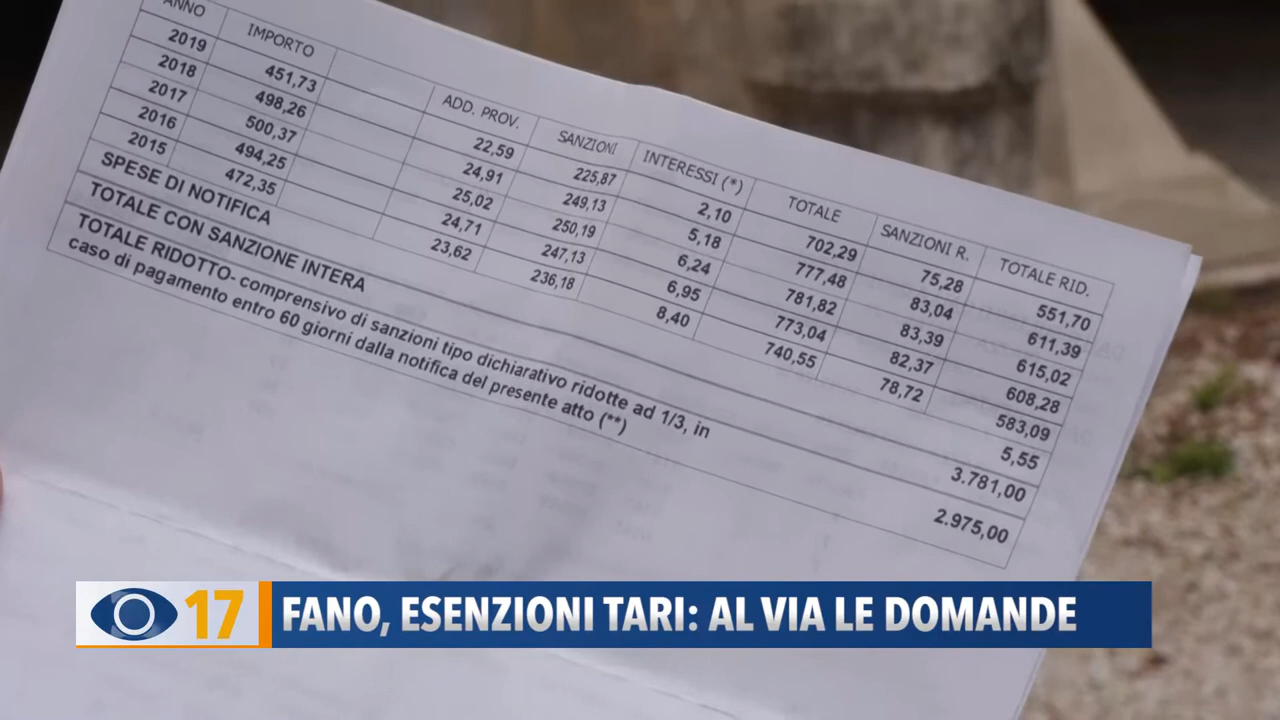 ANNO IMPORTO ADD. PROV. SANZIONI INTERESSI (*) TOTALE SANZIONI R. TOTALE RID.
2019 451,73 22,59 225,87 2,10 702,29 75,28 551,70
2018 498,26 24,91 249,13 5,18 777,48 83,04 611,39
2017 500,37 25,02 250,19 6,24 781,82 83,39 615,02
2016 494,25 24,71 247,13 6,95 773,04 82,37 608,28
2015 472,35 23,62 236,18 8,40 740,55 78,72 583,09
SPESE DI NOTIFICA 5,55
TOTALE CON SANZIONE INTERA 3.781,00
TOTALE RIDOTTO- comprensivo di sanzioni tipo dichiarativo ridotte ad 1/3, in
caso di pagamento entro 60 giorni dalla notifica del presente atto (**) 2.975,00
17 FANO, ESENZIONI TARI: AL VIA LE DOMANDE